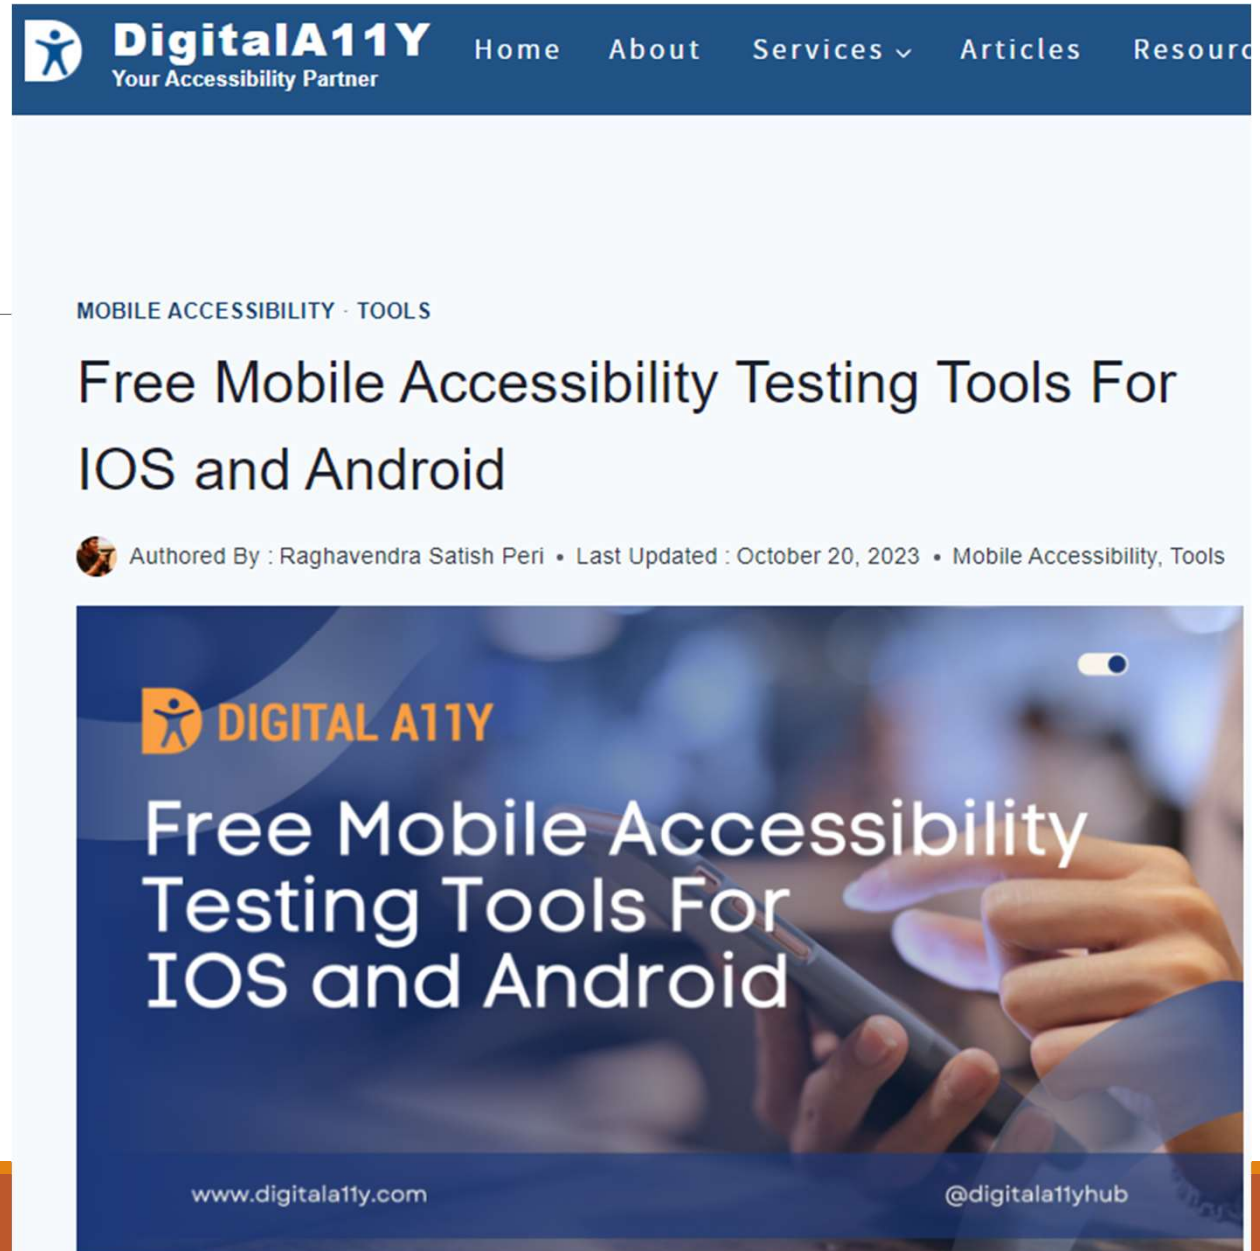 DigitalA11Y
Your Accessibility Partner
Home About Services Articles Resourc
MOBILE ACCESSIBILITY · TOOLS
Free Mobile Accessibility Testing Tools For
IOS and Android
Authored By : Raghavendra Satish Peri • Last Updated : October 20, 2023 • Mobile Accessibility, Tools
DIGITAL A11Y
Free Mobile Accessibility
Testing Tools For
IOS and Android
www.digitala11y.com
@digitala11yhub